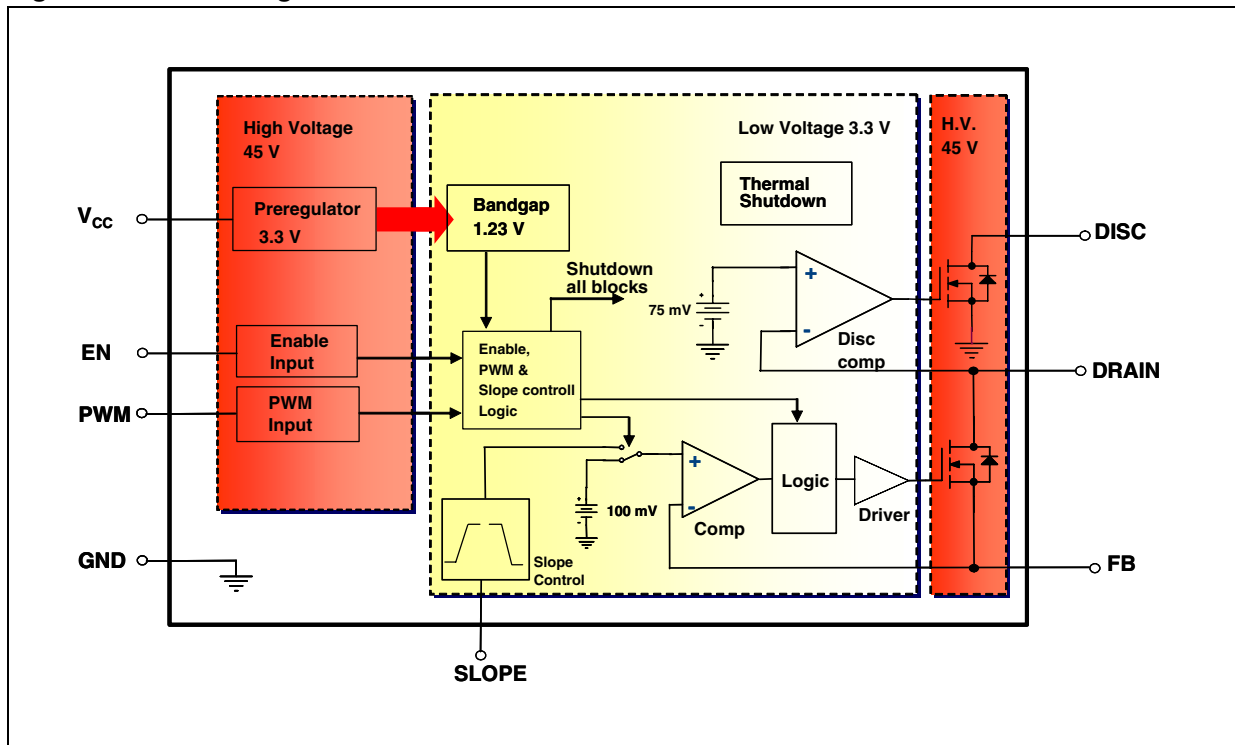 High Voltage
45 V
Low Voltage 3.3 V
H.V.
45 V
Thermal
Shutdown
VCC
Preregulator
3.3 V
Bandgap
1.23 V
DISC
Shutdown
all blocks
+
75 mV
-
+
-
Disc
comp
EN
Enable
Input
Enable,
PWM &
Slope controll
Logic
DRAIN
PWM
PWM
Input
+
100 mV
-
+
-
Comp
Logic
Driver
GND
Slope
Control
FB
SLOPE